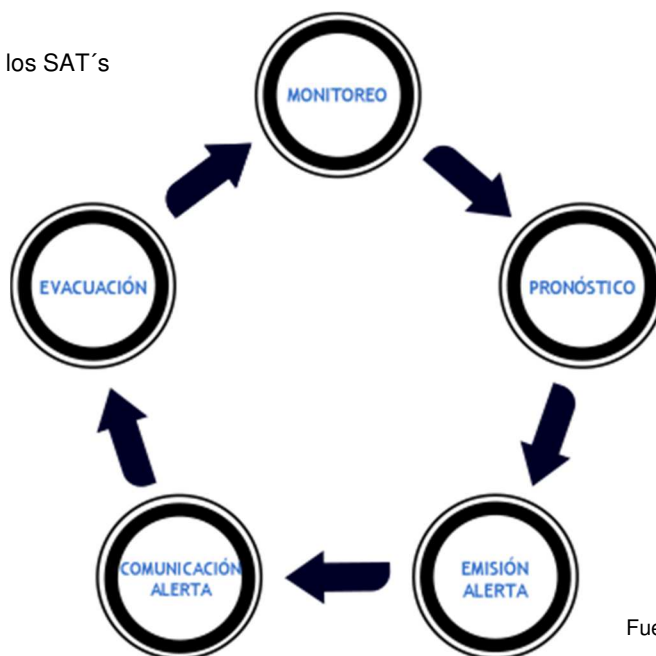 los SAT´s
MONITOREO
PRONÓSTICO
EMISIÓN
ALERTA
COMUNICACIÓN
ALERTA
EVACUACIÓN